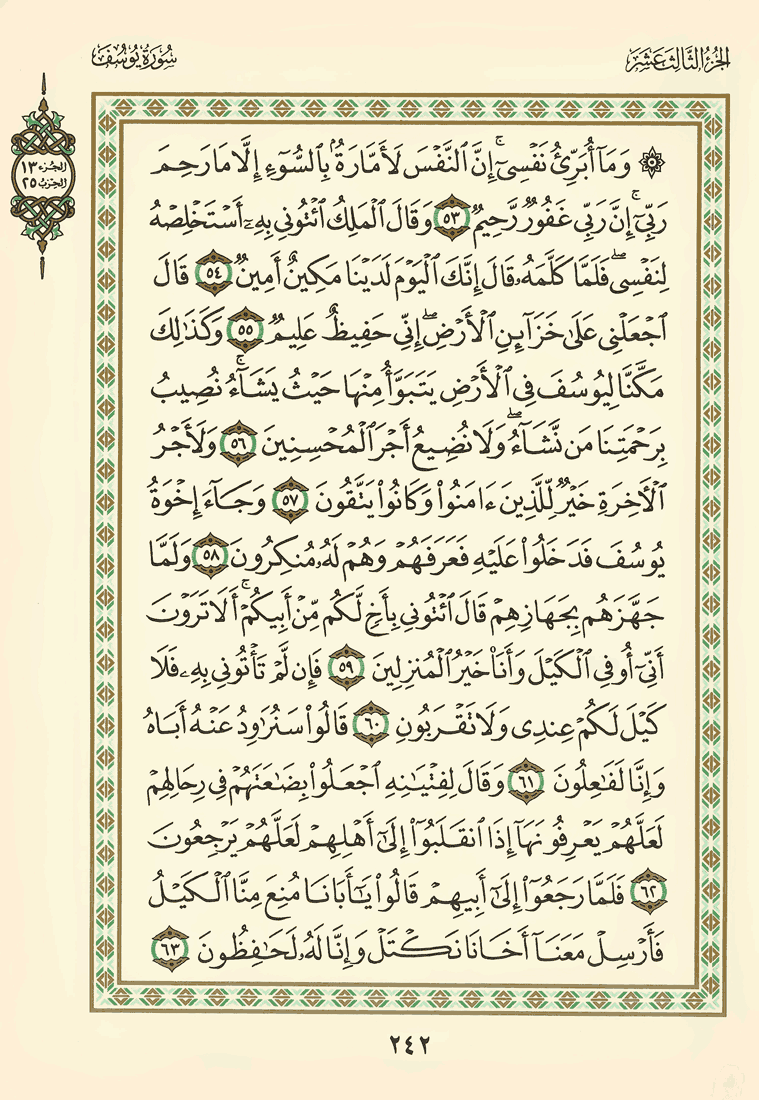 الجزء الثالث عشر
سورة يوسف
الجزء ١٣
الحزب ٢٥
۞ وَمَآ أُبَرِّئُ نَفْسِيٓ ۚ إِنَّ ٱلنَّفْسَ لَأَمَّارَةٌۢ بِٱلسُّوٓءِ إِلَّا مَا رَحِمَ
رَبِّيٓ ۚ إِنَّ رَبِّي غَفُورٌ رَّحِيمٌ ٥٣ وَقَالَ ٱلْمَلِكُ ٱئْتُونِي بِهِۦٓ أَسْتَخْلِصْهُ
لِنَفْسِي ۖ فَلَمَّا كَلَّمَهُۥ قَالَ إِنَّكَ ٱلْيَوْمَ لَدَيْنَا مَكِينٌ أَمِينٌ ٥٤ قَالَ
ٱجْعَلْنِي عَلَىٰ خَزَآئِنِ ٱلْأَرْضِ ۖ إِنِّي حَفِيظٌ عَلِيمٌ ٥٥ وَكَذَٰلِكَ
مَكَّنَّا لِيُوسُفَ فِي ٱلْأَرْضِ يَتَبَوَّأُ مِنْهَا حَيْثُ يَشَآءُ ۚ نُصِيبُ
بِرَحْمَتِنَا مَن نَّشَآءُ ۖ وَلَا نُضِيعُ أَجْرَ ٱلْمُحْسِنِينَ ٥٦ وَلَأَجْرُ
ٱلْأَخِرَةِ خَيْرٌ لِّلَّذِينَ ءَامَنُوا۟ وَكَانُوا۟ يَتَّقُونَ ٥٧ وَجَآءَ إِخْوَةُ
يُوسُفَ فَدَخَلُوا۟ عَلَيْهِ فَعَرَفَهُمْ وَهُمْ لَهُۥ مُنكِرُونَ ٥٨ وَلَمَّا
جَهَّزَهُم بِجَهَازِهِمْ قَالَ ٱئْتُونِي بِأَخٍ لَّكُم مِّنْ أَبِيكُمْ ۚ أَلَا تَرَوْنَ
أَنِّيٓ أُوفِي ٱلْكَيْلَ وَأَنَا۠ خَيْرُ ٱلْمُنزِلِينَ ٥٩ فَإِن لَّمْ تَأْتُونِي بِهِۦ فَلَا
كَيْلَ لَكُمْ عِندِي وَلَا تَقْرَبُونِ ٦٠ قَالُوا۟ سَنُرَٰوِدُ عَنْهُ أَبَاهُ
وَإِنَّا لَفَٰعِلُونَ ٦١ وَقَالَ لِفِتْيَٰنِهِ ٱجْعَلُوا۟ بِضَٰعَتَهُمْ فِي رِحَالِهِمْ
لَعَلَّهُمْ يَعْرِفُونَهَآ إِذَا ٱنقَلَبُوٓا۟ إِلَىٰٓ أَهْلِهِمْ لَعَلَّهُمْ يَرْجِعُونَ
٦٢ فَلَمَّا رَجَعُوٓا۟ إِلَىٰٓ أَبِيهِمْ قَالُوا۟ يَٰٓأَبَانَا مُنِعَ مِنَّا ٱلْكَيْلُ
فَأَرْسِلْ مَعَنَآ أَخَانَا نَكْتَلْ وَإِنَّا لَهُۥ لَحَٰفِظُونَ ٦٣
٢٤٢